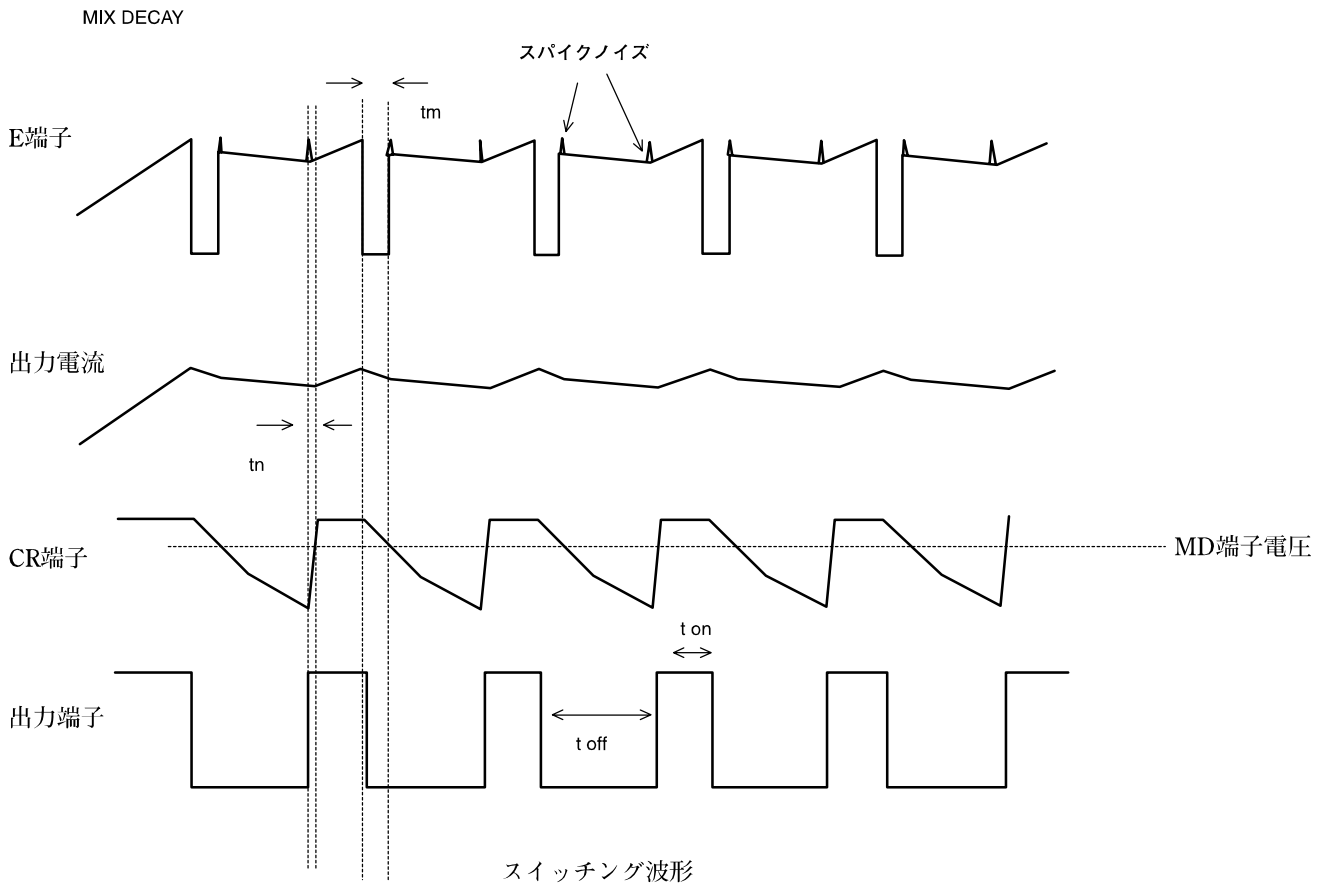 MIX DECAY
スパイクノイズ
tm
E端子
出力電流
tn
CR端子
MD端子電圧
t on
出力端子
t off
スイッチング波形